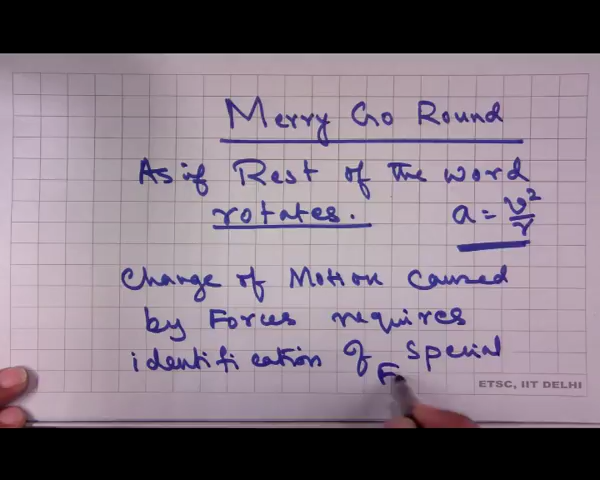 Merry Go Round
As if Rest of the word
rotates.
a = v²/r
Change of Motion caused
by Forces requires
identification of special
F
ETSC, IIT DELHI